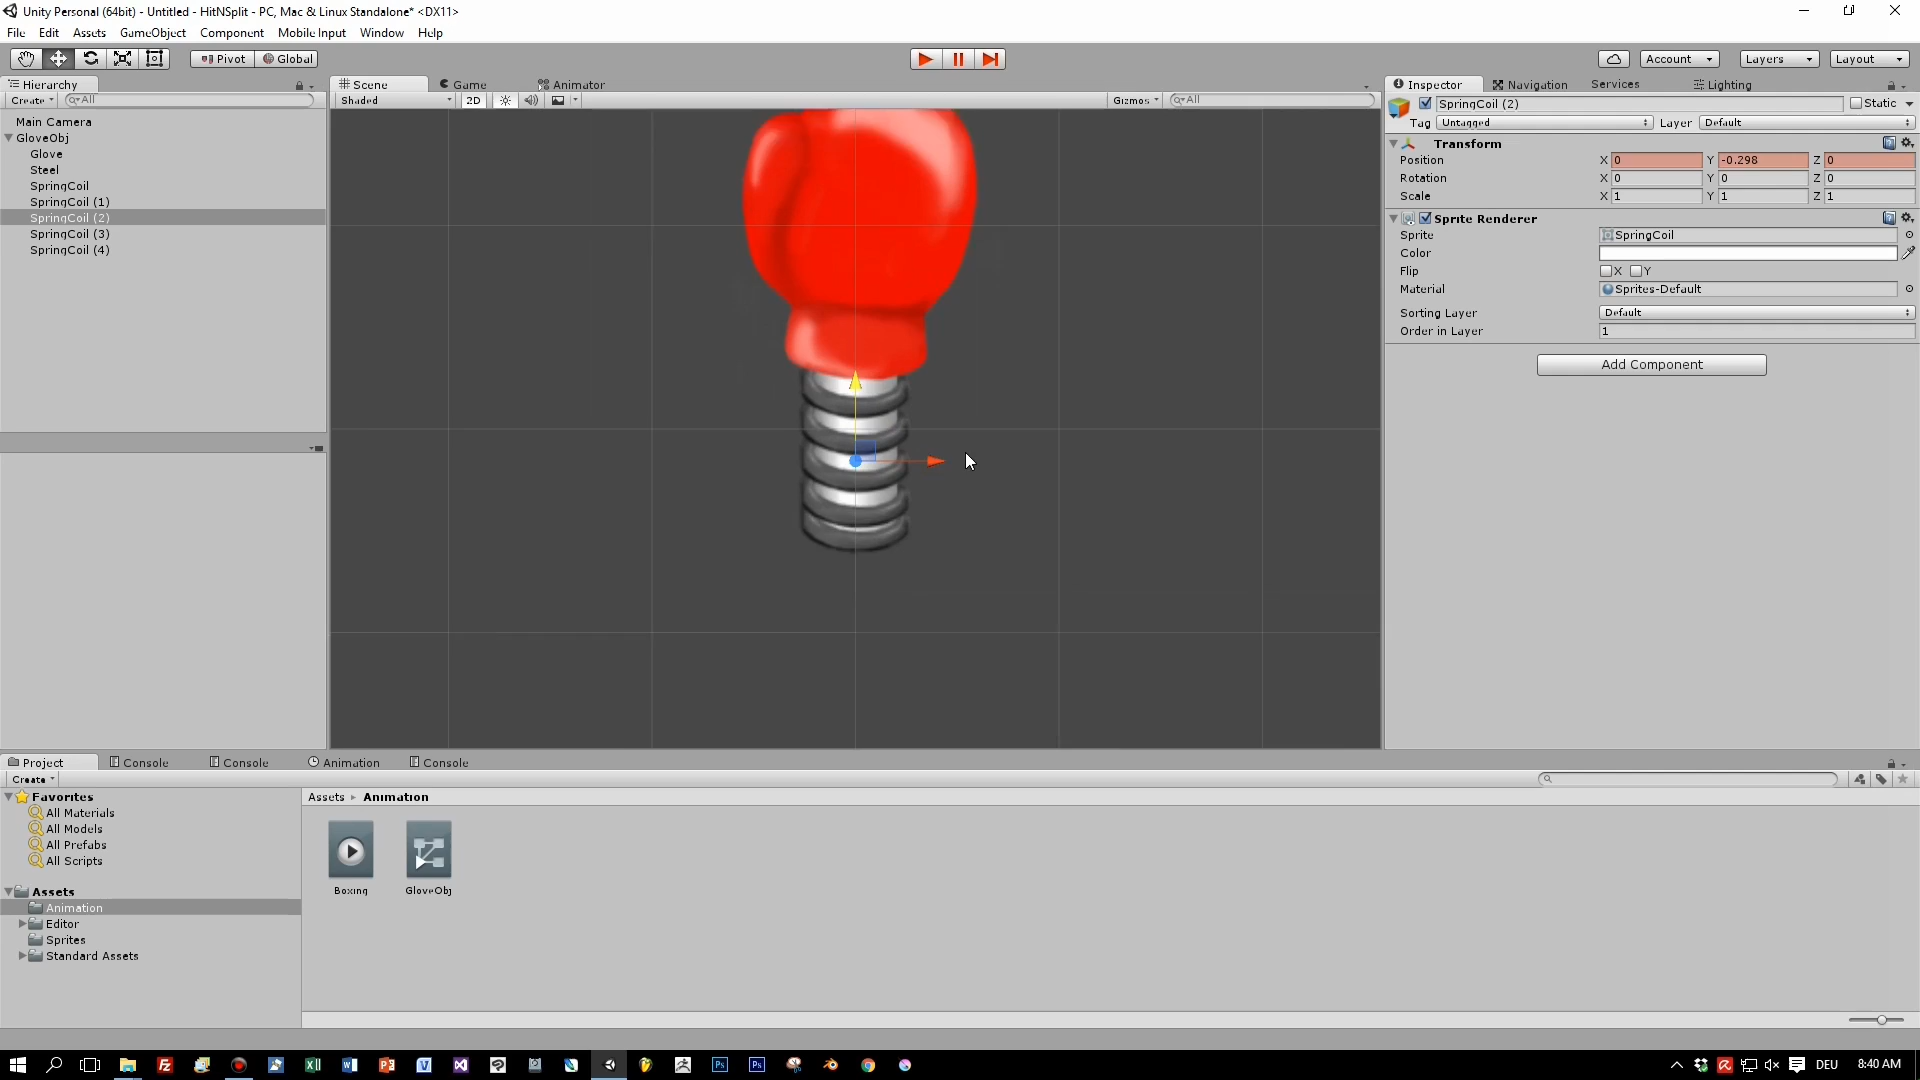 Unity Personal (64bit) - Untitled - HitNSplit - PC, Mac & Linux Standalone* <DX11>
File Edit Assets GameObject Component Mobile Input Window Help
Pivot Global Account Layers Layout
Hierarchy Scene Game Animator Inspector Navigation Services Lighting
Create All Shaded 2D Gizmos All
SpringCoil (2) Static
Tag Untagged Layer Default
Main Camera
GloveObj
Glove
Steel
SpringCoil
SpringCoil (1)
SpringCoil (2)
SpringCoil (3)
SpringCoil (4)
Transform
Position X 0 Y -0.298 Z 0
Rotation X 0 Y 0 Z 0
Scale X 1 Y 1 Z 1
Sprite Renderer
Sprite SpringCoil
Color
Flip X Y
Material Sprites-Default
Sorting Layer Default
Order in Layer 1
Add Component
Project Console Console Animation Console
Create
Favorites
All Materials
All Models
All Prefabs
All Scripts
Assets
Animation
Editor
Sprites
Standard Assets
Assets Animation
Boxing GloveObj
DEU 8:40 AM